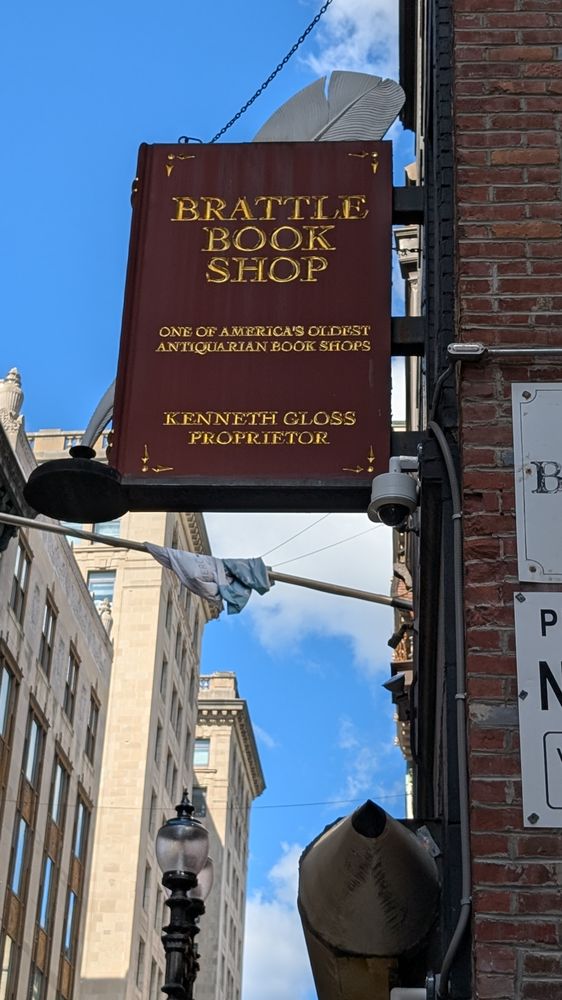 BRATTLE
BOOK
SHOP
ONE OF AMERICA'S OLDEST
ANTIQUARIAN BOOK SHOPS
KENNETH GLOSS
PROPRIETOR